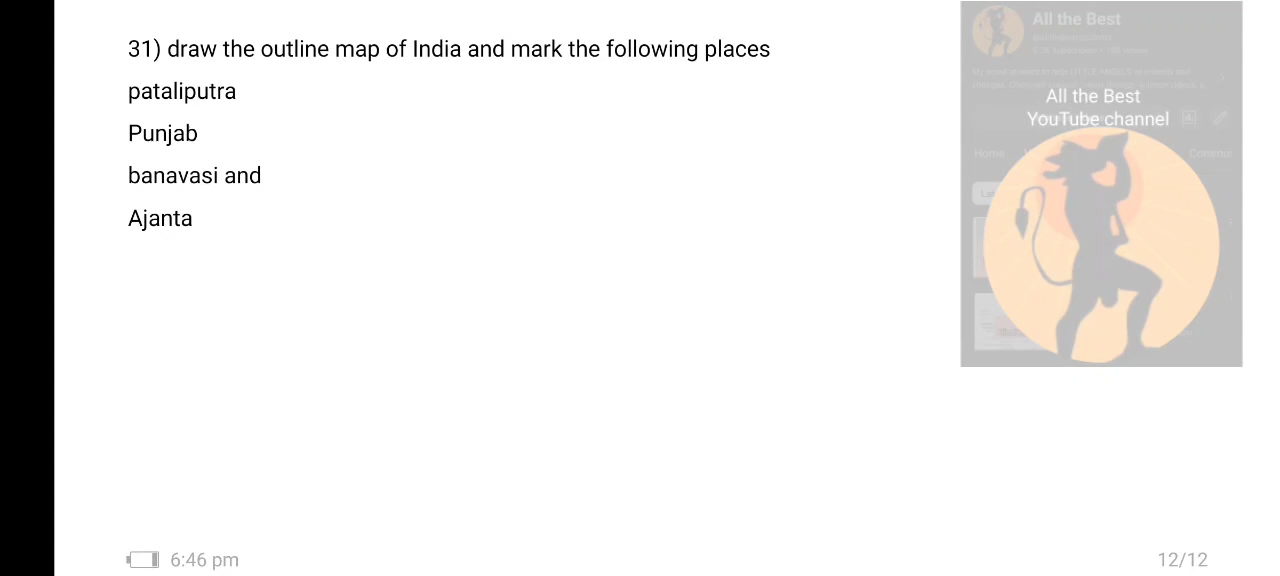 31) draw the outline map of India and mark the following places
pataliputra
Punjab
banavasi and
Ajanta
All the Best
All the Best
YouTube channel
Home
Commu
6:46 pm
12/12